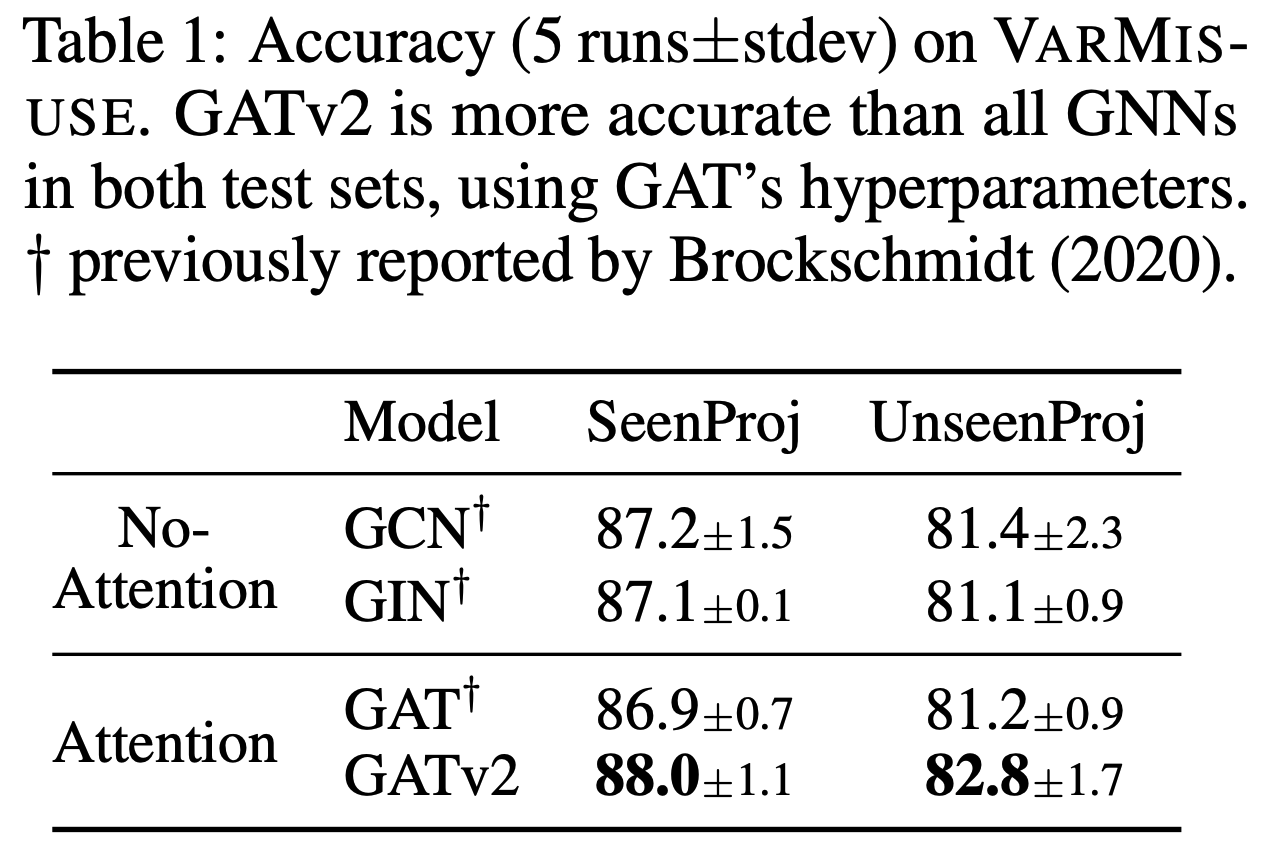 Table 1: Accuracy (5 runs±stdev) on VARMIS-
USE. GATv2 is more accurate than all GNNs
in both test sets, using GAT’s hyperparameters.
† previously reported by Brockschmidt (2020).
Model SeenProj UnseenProj
No-
Attention
GCN† 87.2±1.5 81.4±2.3
GIN† 87.1±0.1 81.1±0.9
Attention
GAT† 86.9±0.7 81.2±0.9
GATv2 88.0±1.1 82.8±1.7